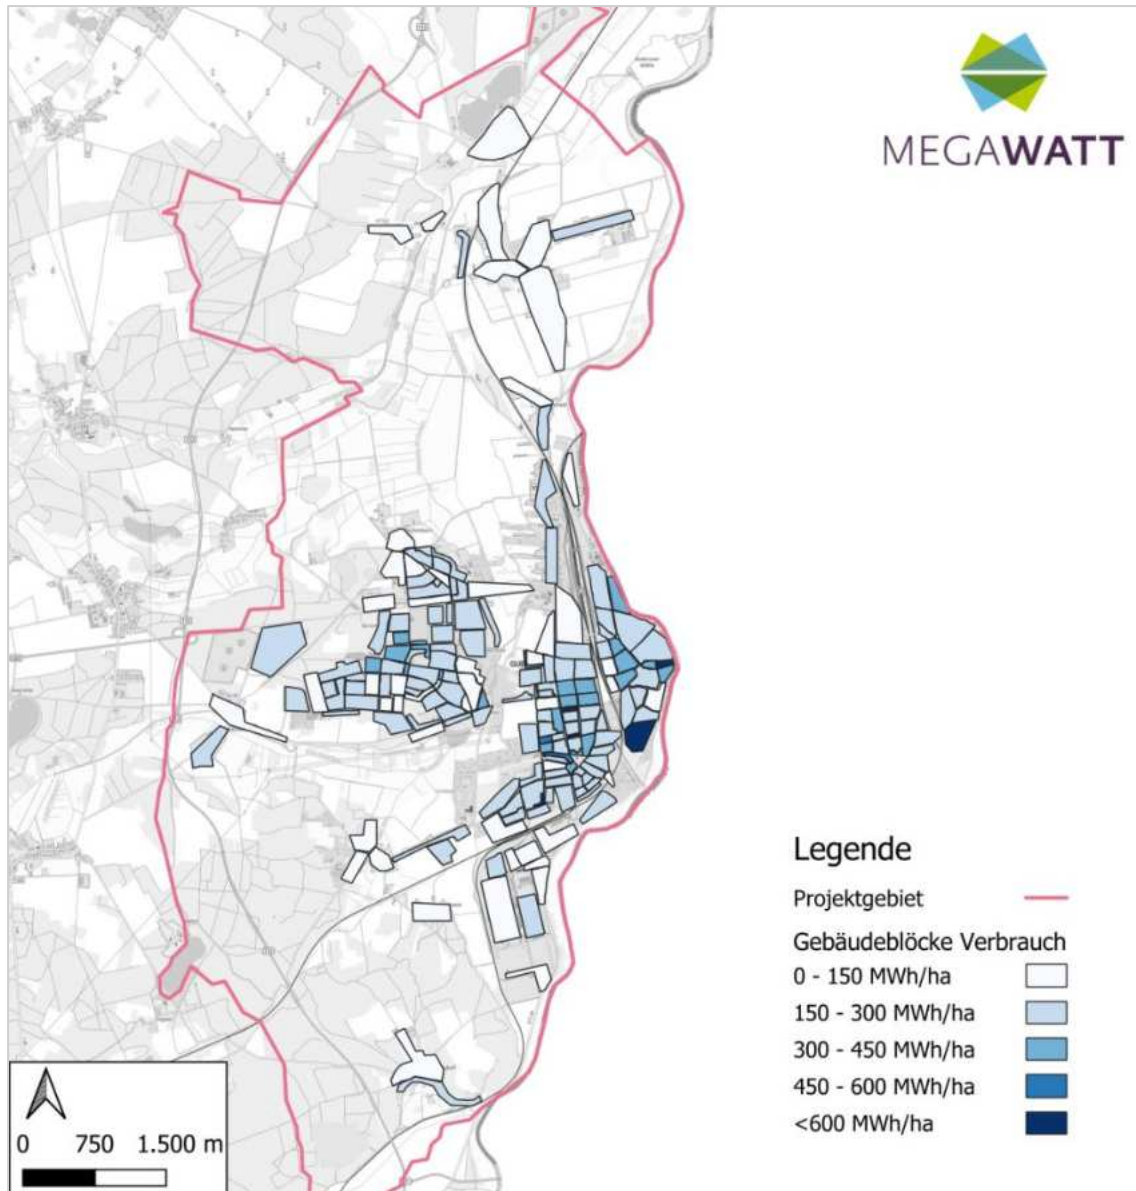 MEGAWATT
Legende
Projektgebiet
Gebäudeblöcke Verbrauch
0 - 150 MWh/ha
150 - 300 MWh/ha
300 - 450 MWh/ha
450 - 600 MWh/ha
<600 MWh/ha
0 750 1.500 m